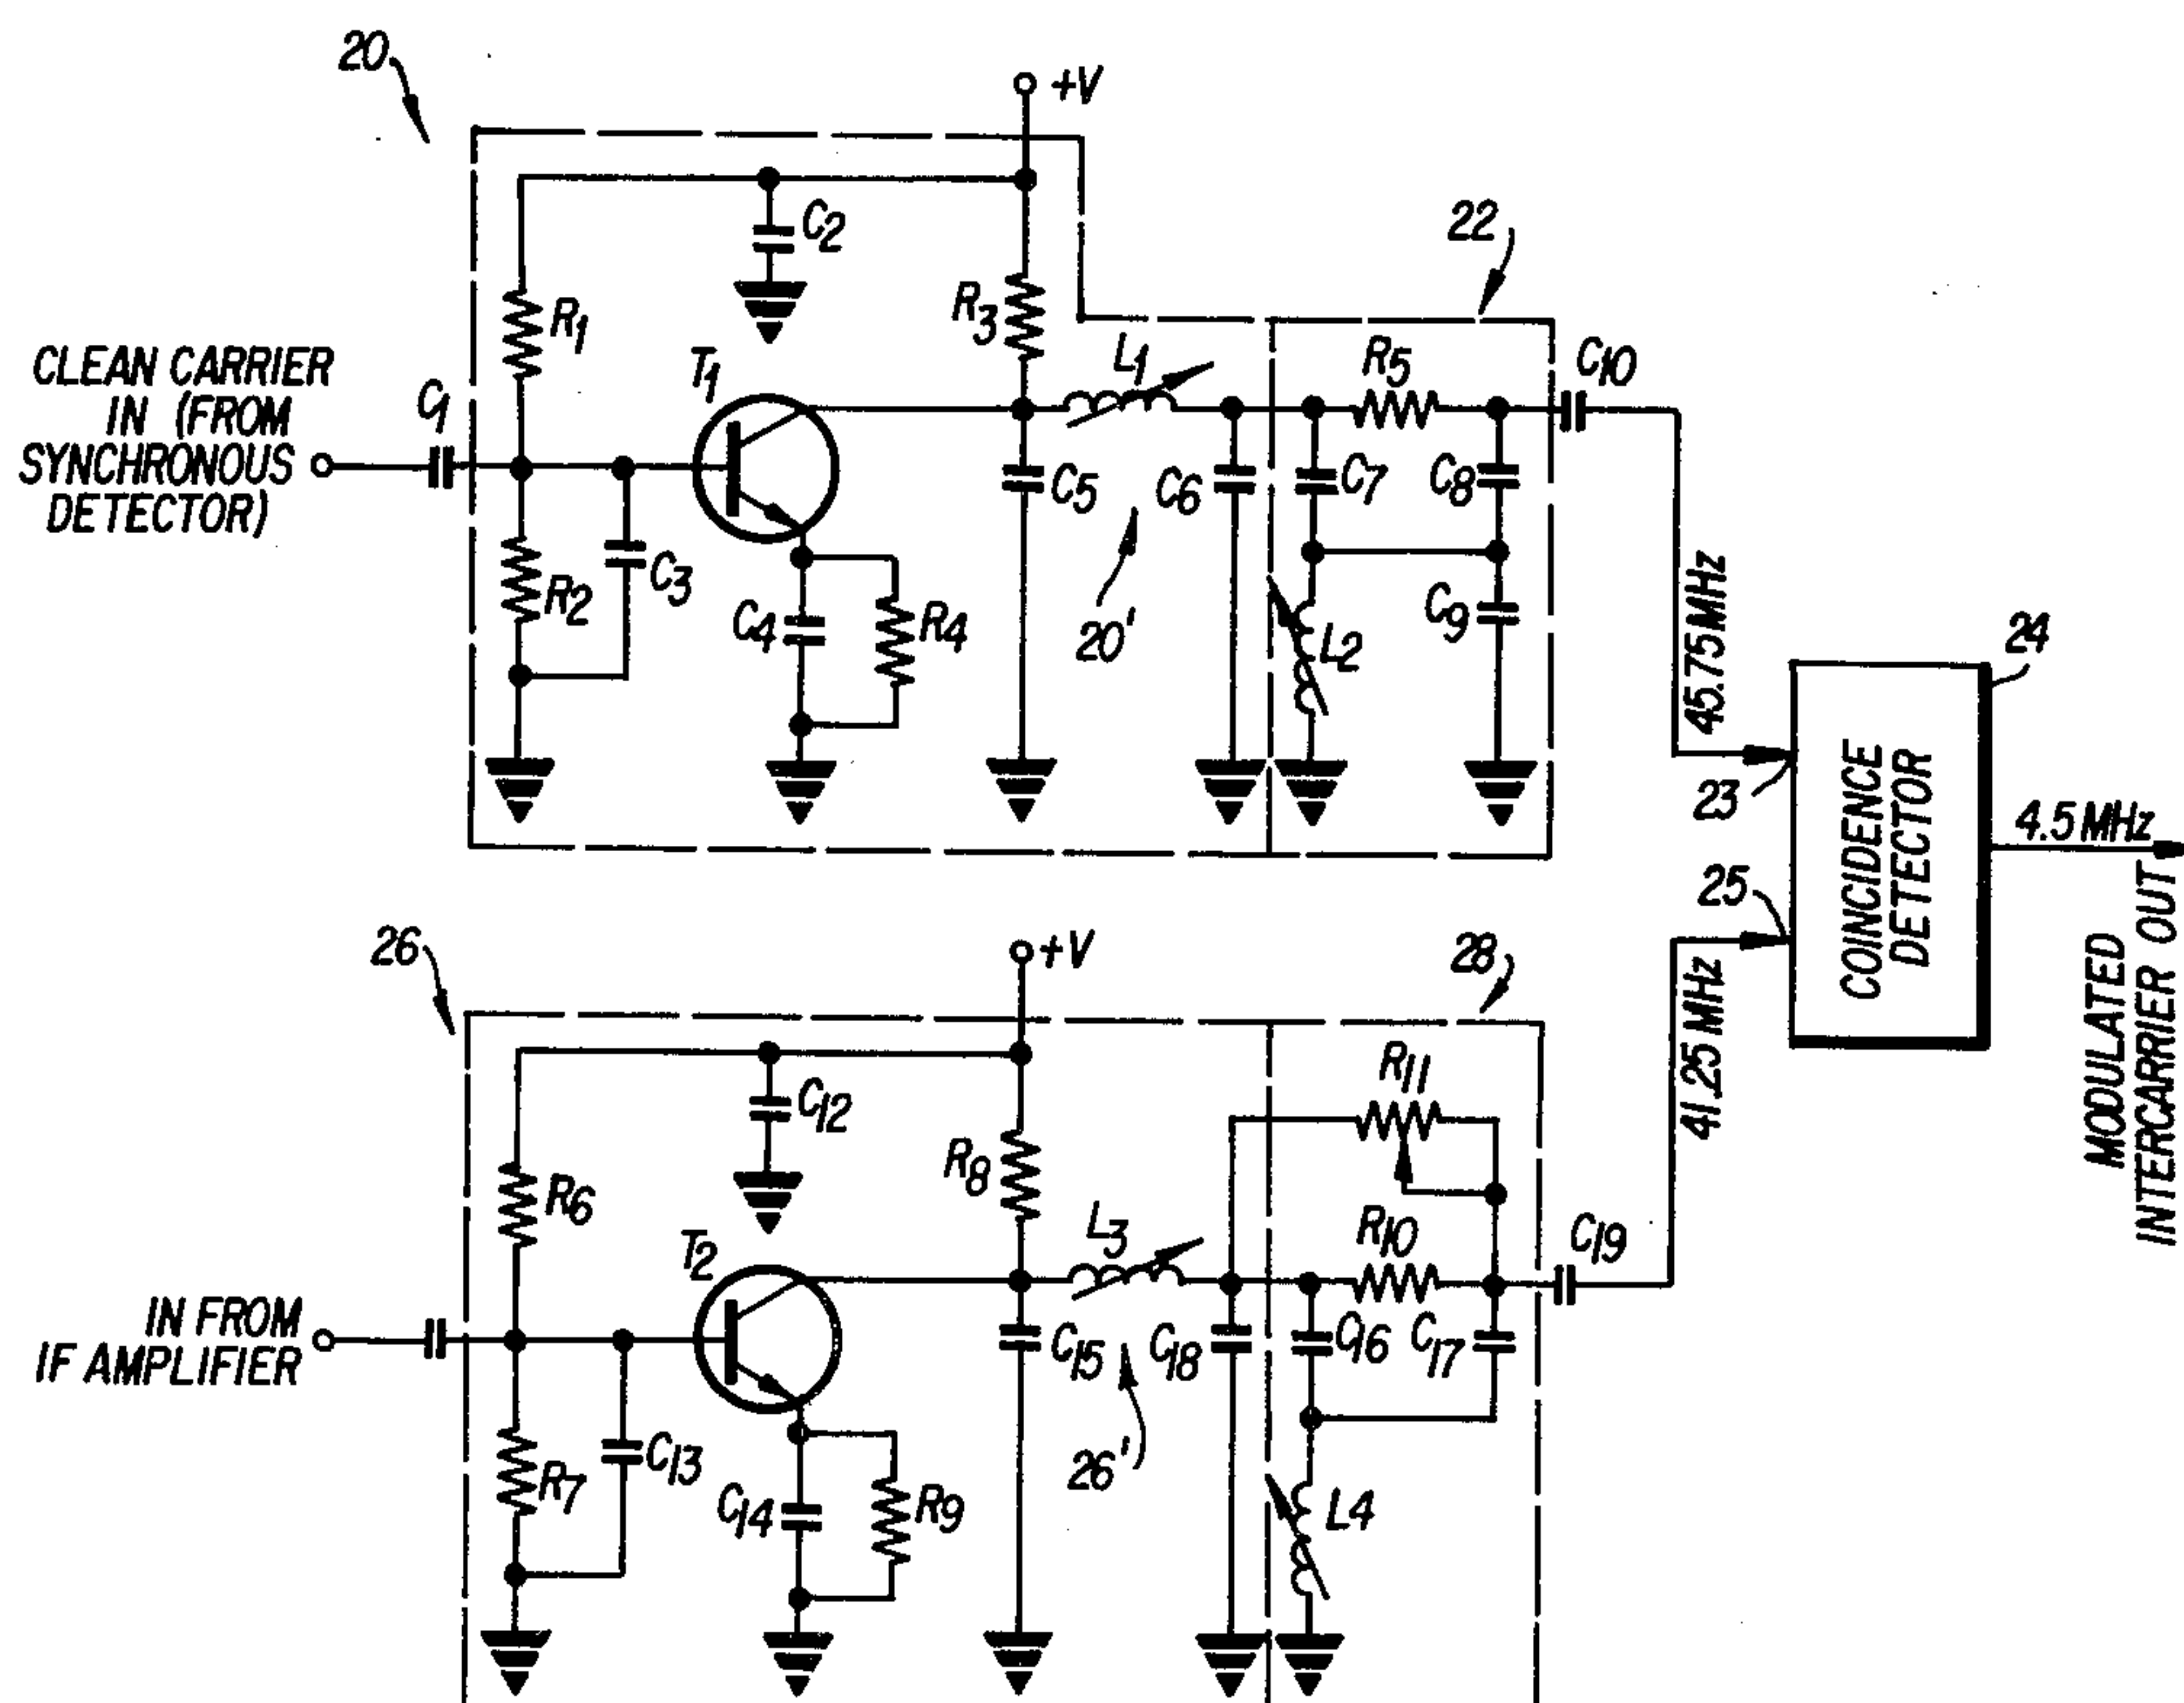 20
+V
C2
22
R1
R3
CLEAN CARRIER
IN (FROM
SYNCHRONOUS
DETECTOR)
C1
T1
L1
R5
C10
C5
C6
C7
C8
R2
C3
C4
R4
20'
L2
C9
45.75 MHz
24
23
COINCIDENCE
DETECTOR
4.5 MHz
MODULATED
INTERCARRIER OUT
25
41.25 MHz
26
+V
28
C12
R11
R6
R8
T2
L3
R10
C19
IN FROM
IF AMPLIFIER
C15
C18
C16
C17
R7
C13
C14
R9
26'
L4